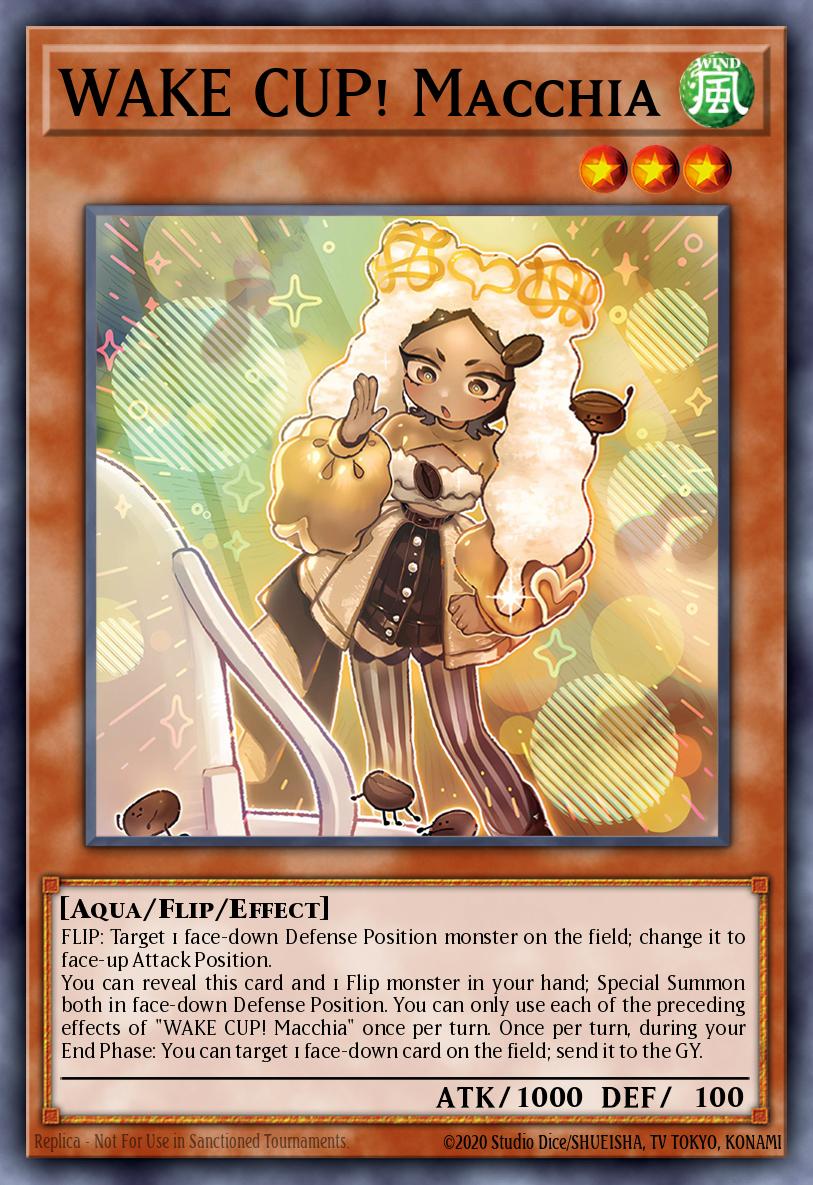 WAKE CUP! Macchia
WIND
風
[Aqua/Flip/Effect]
FLIP: Target 1 face-down Defense Position monster on the field; change it to
face-up Attack Position.
You can reveal this card and 1 Flip monster in your hand; Special Summon
both in face-down Defense Position. You can only use each of the preceding
effects of "WAKE CUP! Macchia" once per turn. Once per turn, during your
End Phase: You can target 1 face-down card on the field; send it to the GY.
ATK/1000 DEF/ 100
Replica - Not For Use in Sanctioned Tournaments.
©2020 Studio Dice/SHUEISHA, TV TOKYO, KONAMI